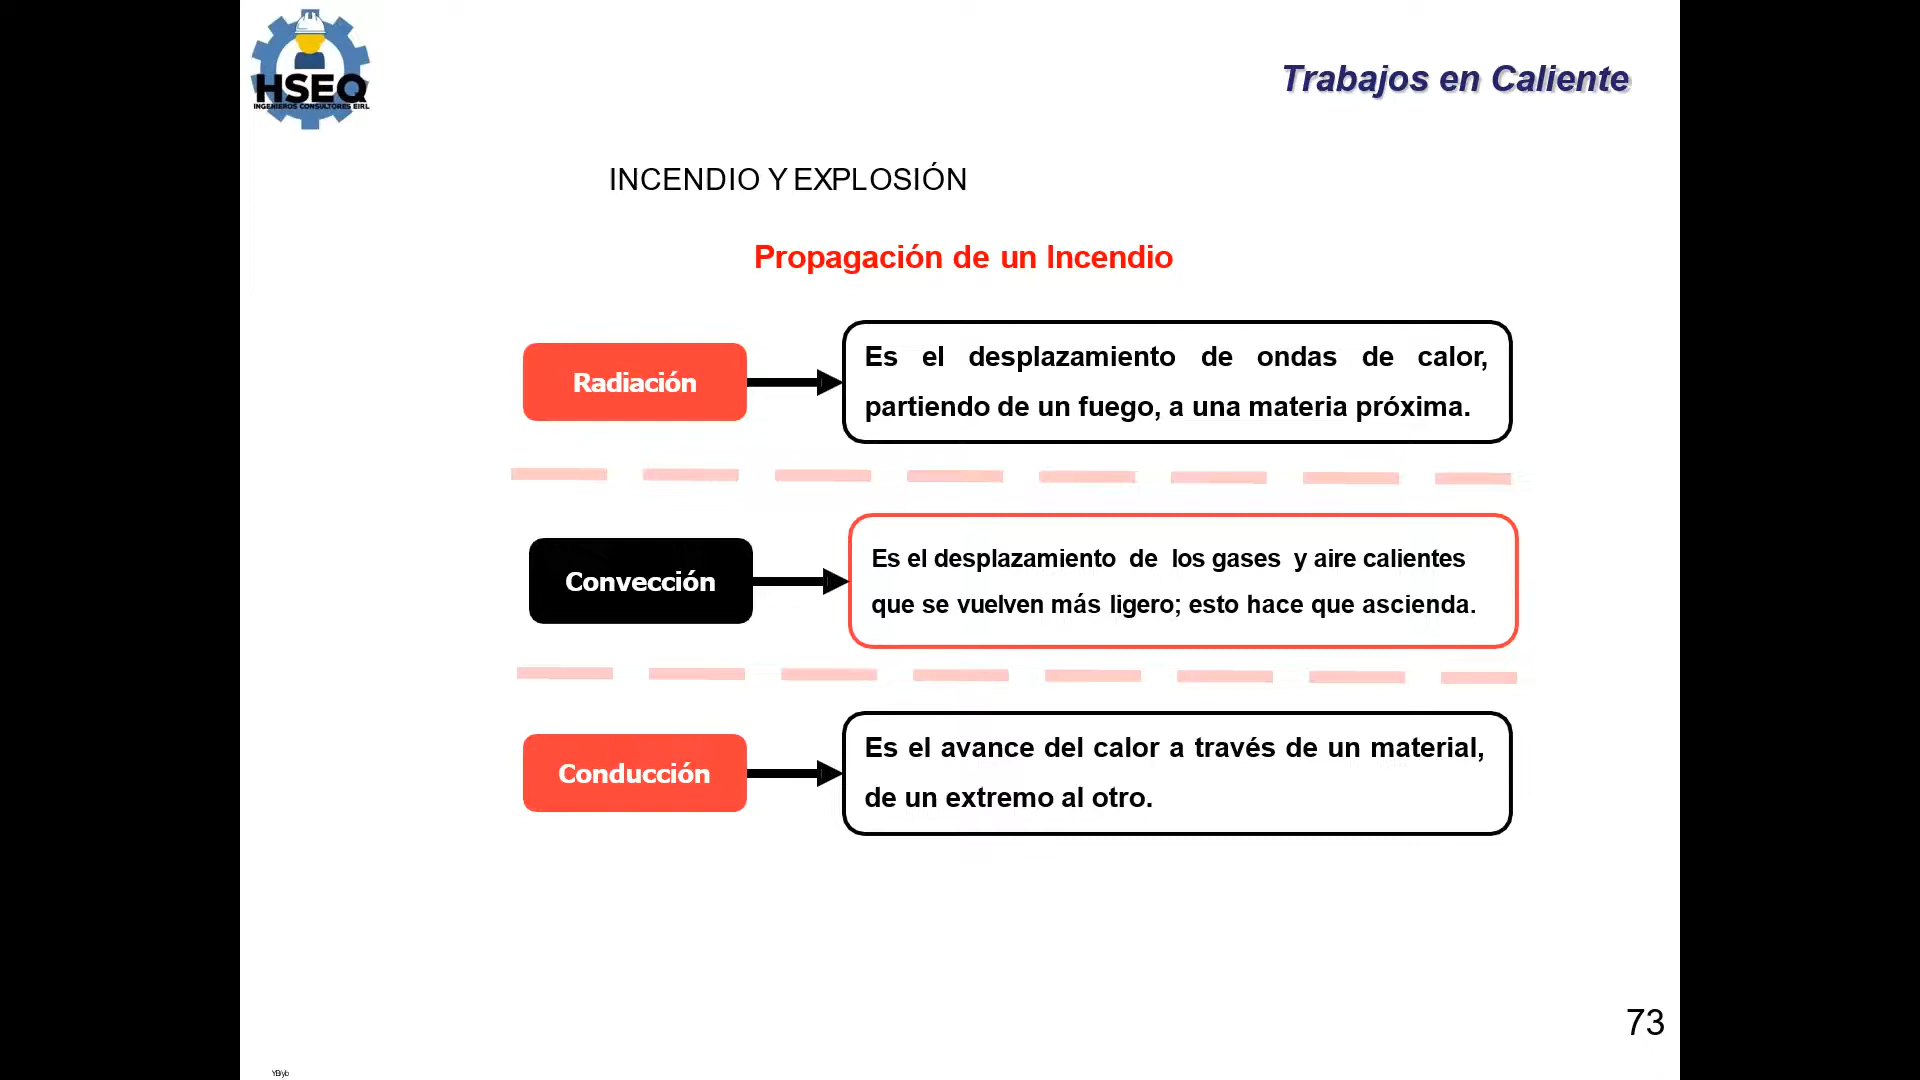 HSEQ
INGENIEROS CONSULTORES EIRL
Trabajos en Caliente
INCENDIO Y EXPLOSIÓN
Propagación de un Incendio
Radiación
Es el desplazamiento de ondas de calor,
partiendo de un fuego, a una materia próxima.
Convección
Es el desplazamiento de los gases y aire calientes
que se vuelven más ligero; esto hace que ascienda.
Conducción
Es el avance del calor a través de un material,
de un extremo al otro.
73